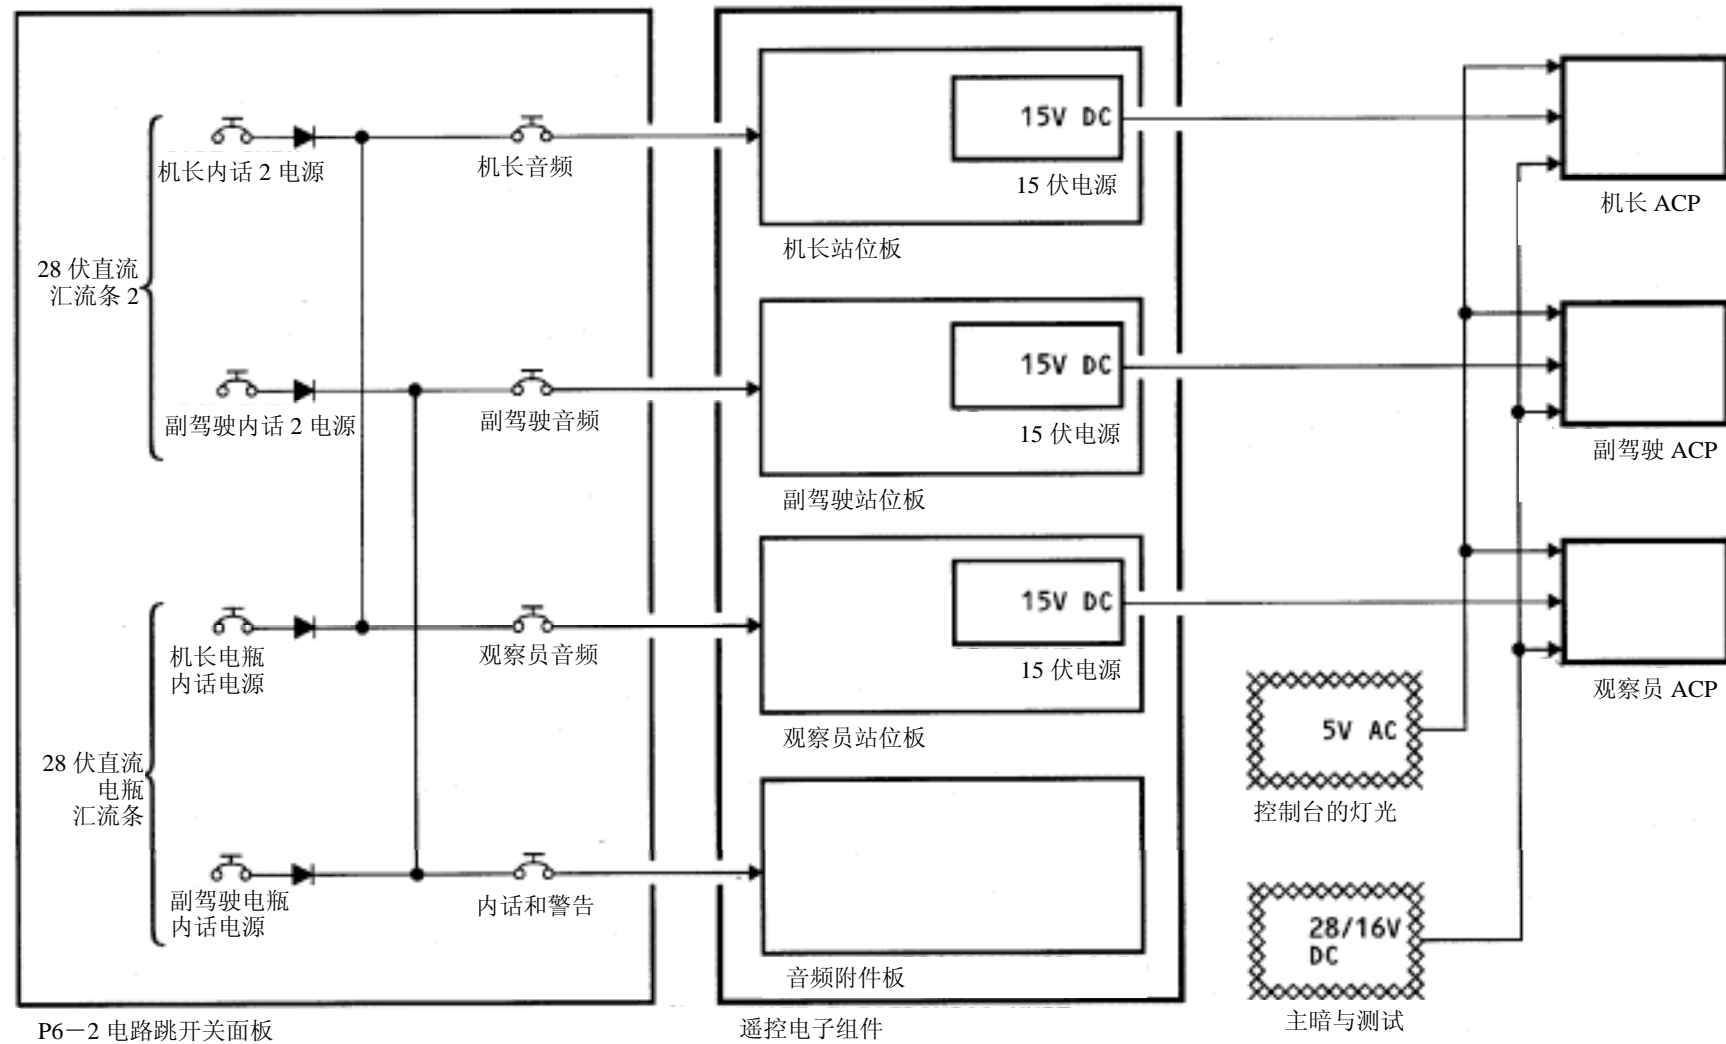 15V DC
机长内话 2 电源
机长音频
15 伏电源
机长 ACP
机长站位板
28 伏直流
汇流条 2
15V DC
副驾驶内话 2 电源
副驾驶音频
15 伏电源
副驾驶 ACP
副驾驶站位板
15V DC
机长电瓶
内话电源
观察员音频
15 伏电源
观察员 ACP
观察员站位板
5V AC
28 伏直流
电瓶
汇流条
控制台的灯光
副驾驶电瓶
内话电源
内话和警告
28/16V
DC
音频附件板
主暗与测试
P6－2 电路跳开关面板
遥控电子组件